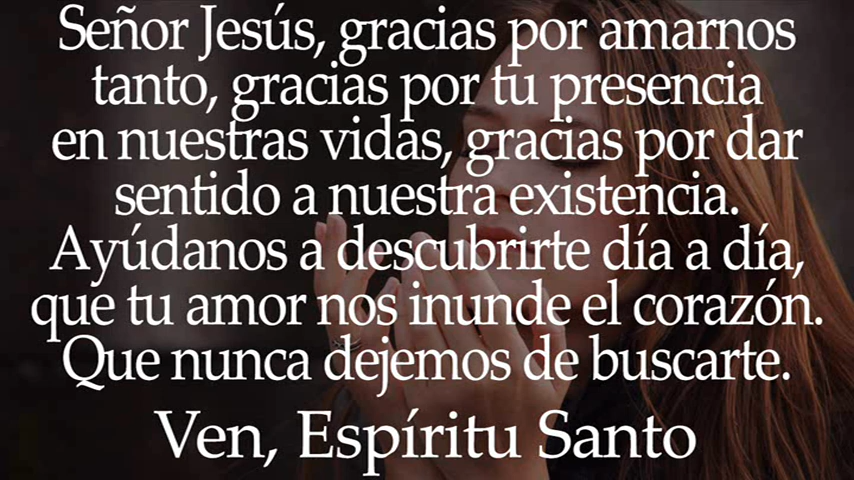 Señor Jesús, gracias por amarnos
tanto, gracias por tu presencia
en nuestras vidas, gracias por dar
sentido a nuestra existencia.
Ayúdanos a descubrirte día a día,
que tu amor nos inunde el corazón.
Que nunca dejemos de buscarte.
Ven, Espíritu Santo